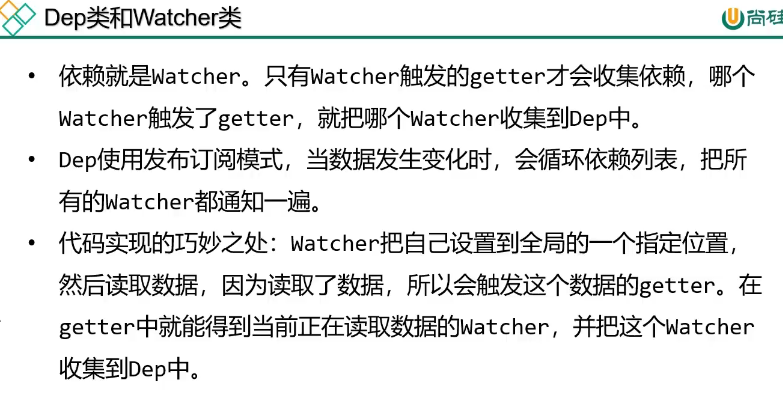 Dep类和Watcher类
尚硅
• 依赖就是Watcher。只有Watcher触发的getter才会收集依赖，哪个
Watcher触发了getter，就把哪个Watcher收集到Dep中。
• Dep使用发布订阅模式，当数据发生变化时，会循环依赖列表，把所
有的Watcher都通知一遍。
• 代码实现的巧妙之处：Watcher把自己设置到全局的一个指定位置，
然后读取数据，因为读取了数据，所以会触发这个数据的getter。在
getter中就能得到当前正在读取数据的Watcher，并把这个Watcher
收集到Dep中。